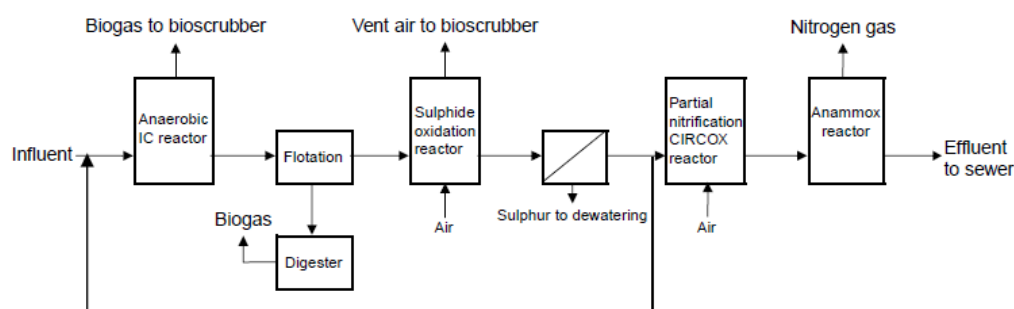 Biogas to bioscrubber
Vent air to bioscrubber
Nitrogen gas
Influent
Anaerobic
IC reactor
Flotation
Sulphide
oxidation
reactor
Partial
nitrification
CIRCOX
reactor
Anammox
reactor
Effluent
to sewer
Biogas
Digester
Air
Sulphur to dewatering
Air